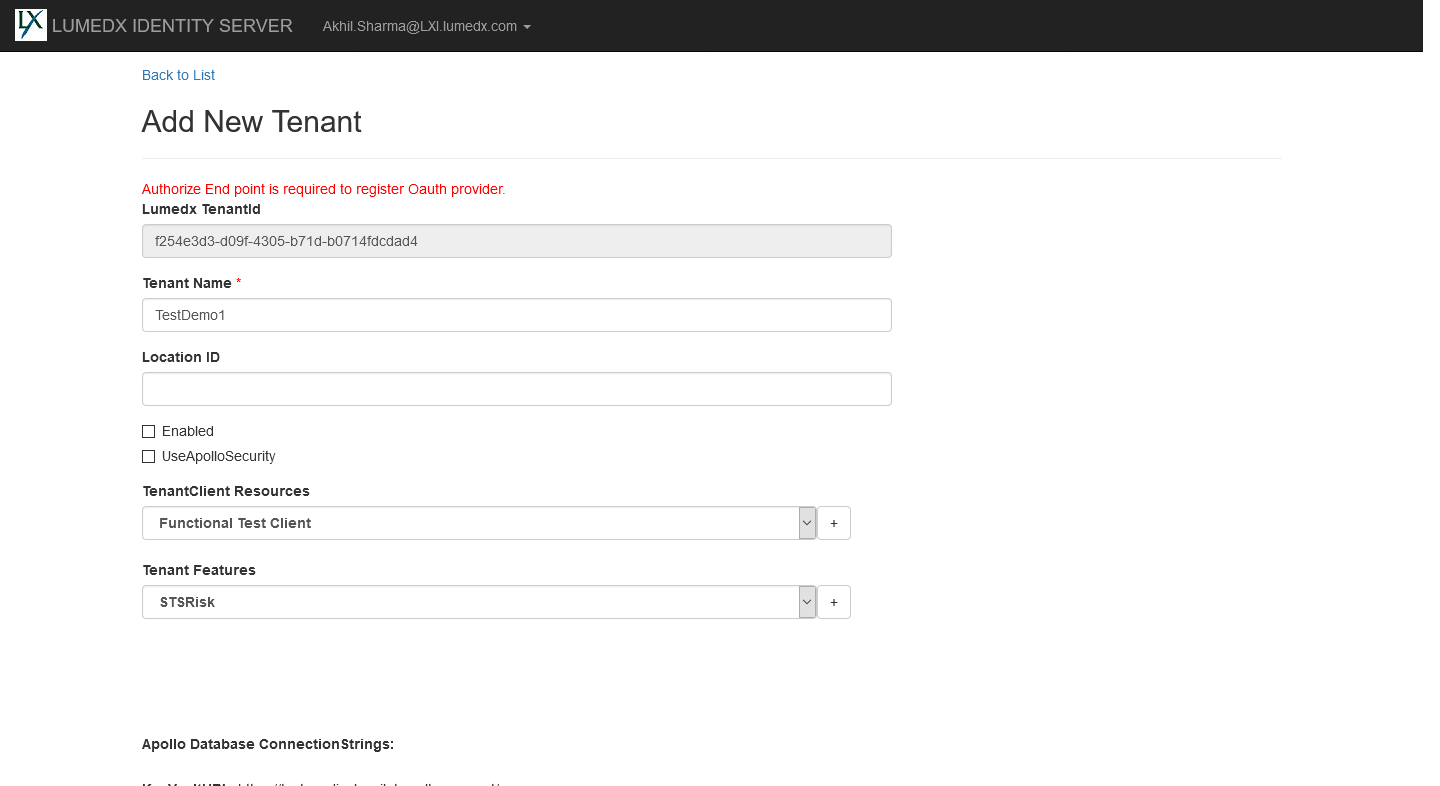 LX LUMEDX IDENTITY SERVER Akhil.Sharma@LXI.lumedx.com
Back to List
Add New Tenant
Authorize End point is required to register Oauth provider.
Lumedx TenantId
f254e3d3-d09f-4305-b71d-b0714fdcdad4
Tenant Name *
TestDemo1
Location ID
Enabled
UseApolloSecurity
TenantClient Resources
Functional Test Client +
Tenant Features
STSRisk +
Apollo Database ConnectionStrings: